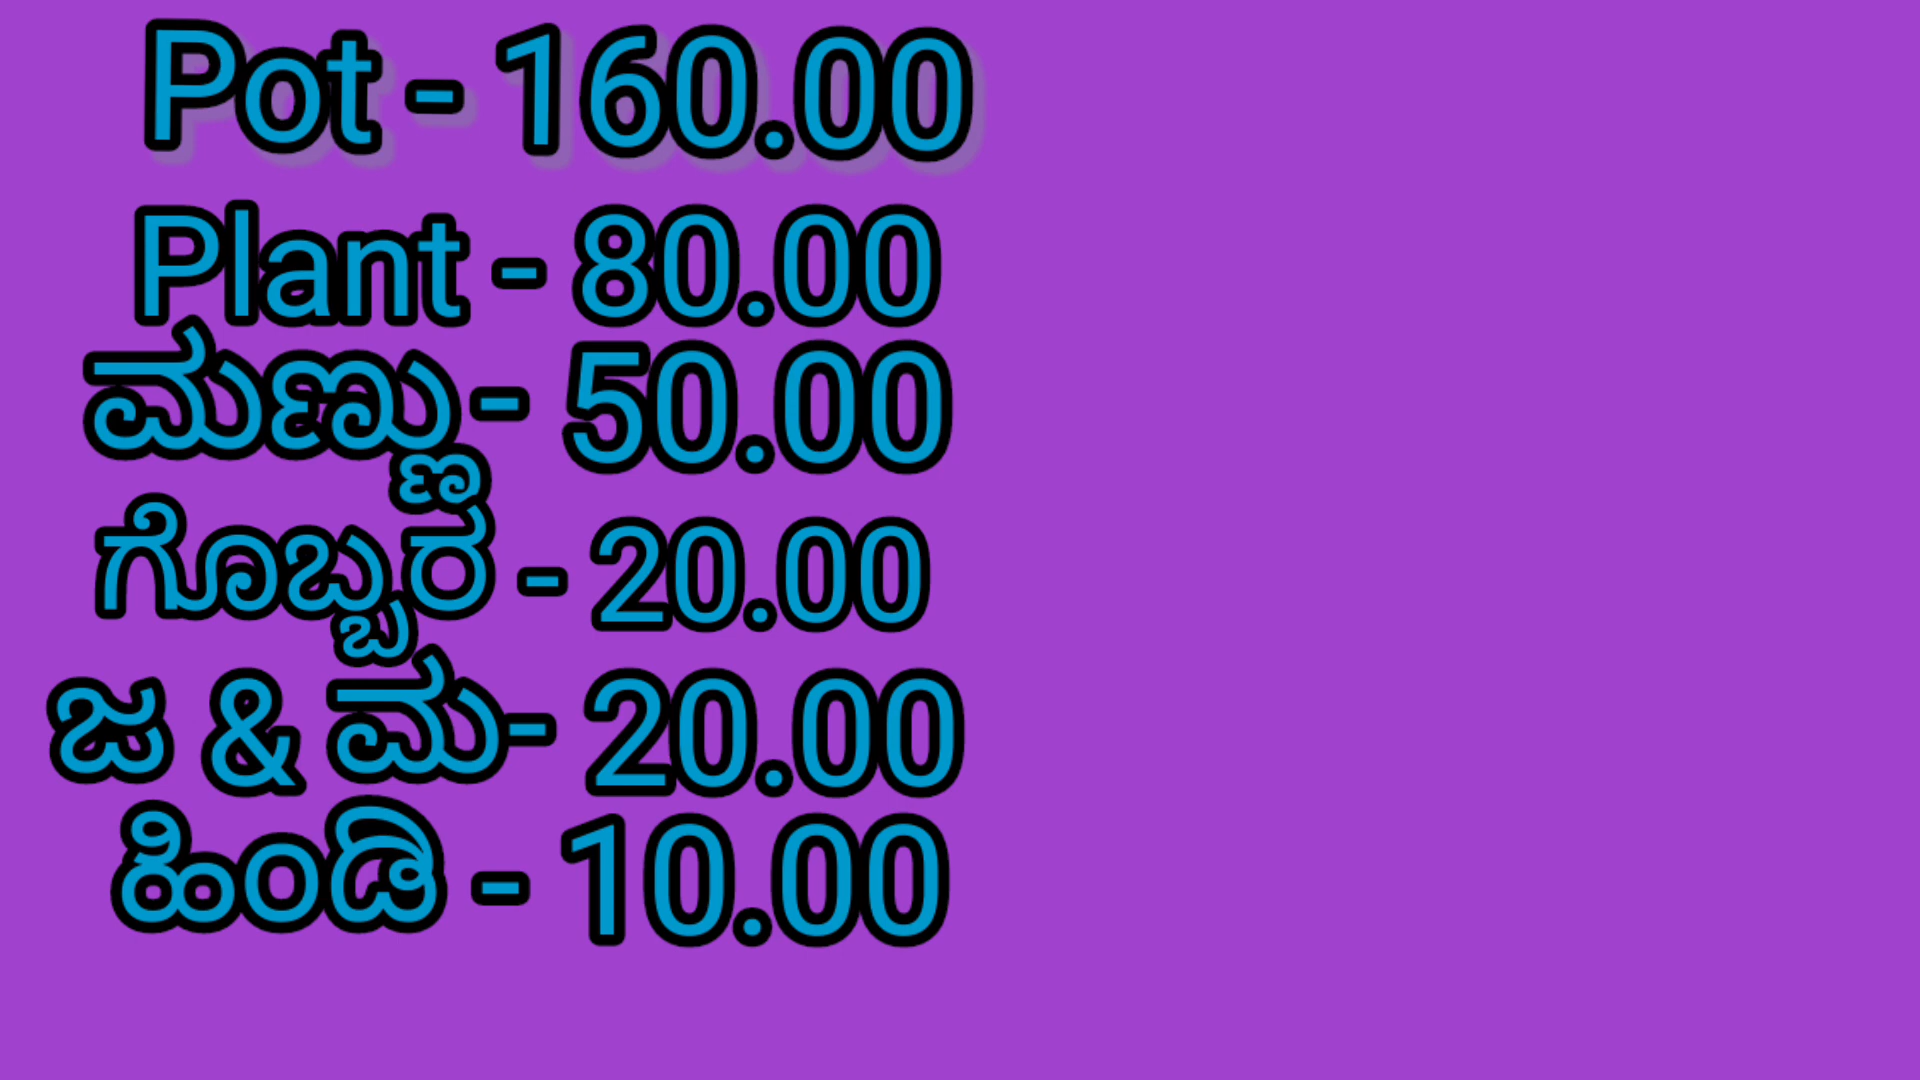 Pot - 160.00
Plant - 80.00
ಮಣ್ಣು - 50.00
ಗೊಬ್ಬರ - 20.00
ಜ & ಮ - 20.00
ಹಿಂಡಿ - 10.00